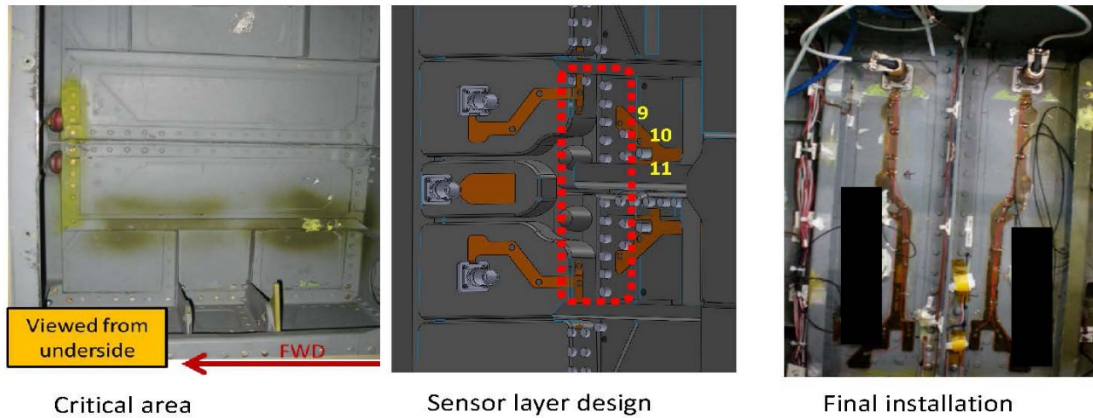 9
10
11
Viewed from
underside
FWD
Critical area
Sensor layer design
Final installation